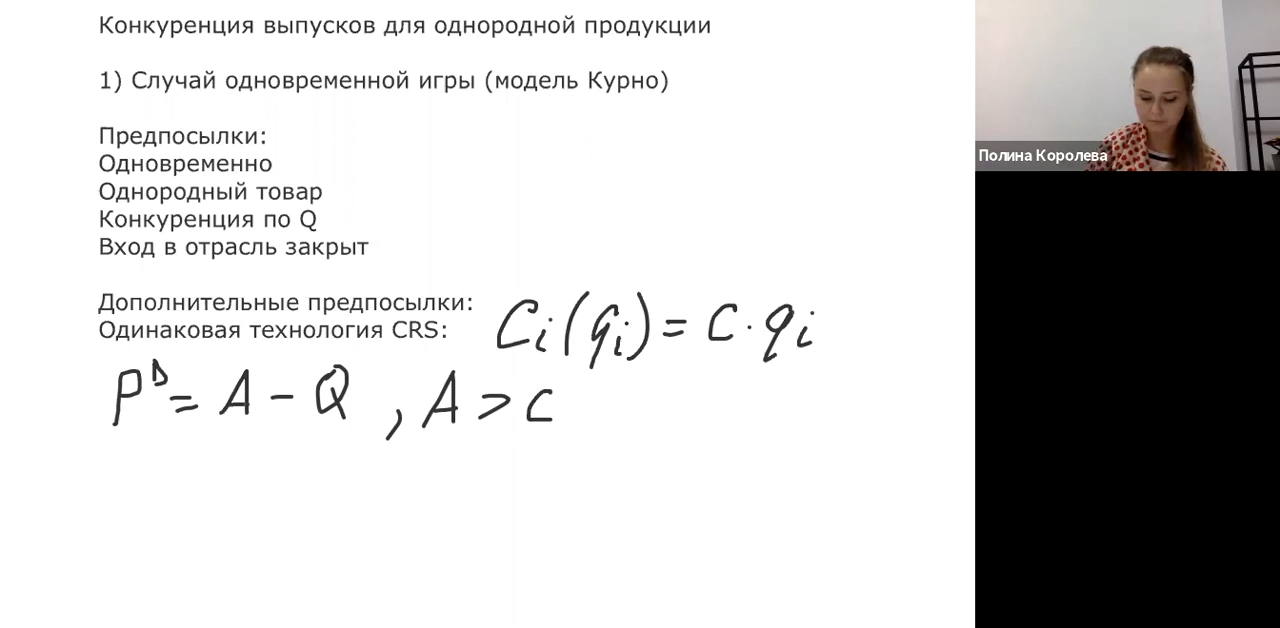 Конкуренция выпусков для однородной продукции
1) Случай одновременной игры (модель Курно)
Предпосылки:
Одновременно
Однородный товар
Конкуренция по Q
Вход в отрасль закрыт
Дополнительные предпосылки:
Одинаковая технология CRS: Ci(qi) = c · qi
P^D = A − Q , A > c
Полина Королева